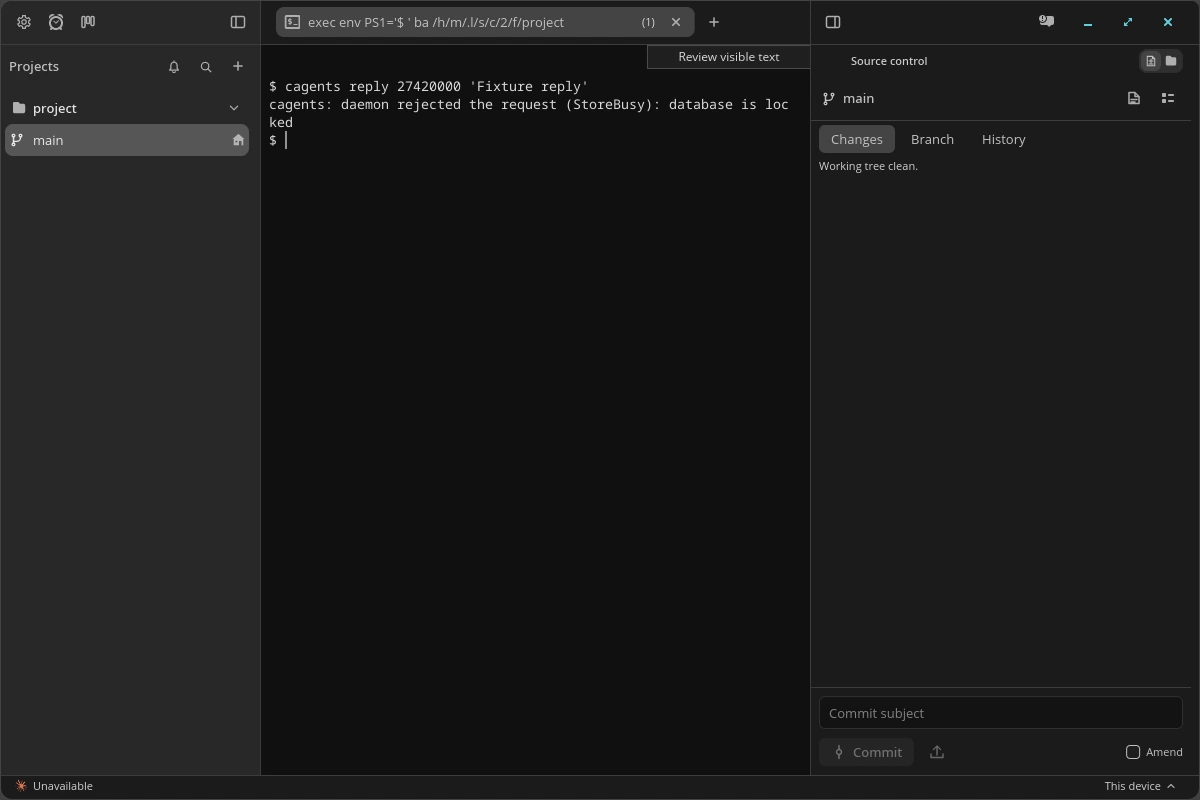 exec env PS1='$ ' ba /h/m/.l/s/c/2/f/project (1)
Projects
project
main
Review visible text
$ cagents reply 27420000 'Fixture reply'
cagents: daemon rejected the request (StoreBusy): database is loc
ked
$
Source control
main
Changes Branch History
Working tree clean.
Commit subject
Commit
Amend
Unavailable
This device